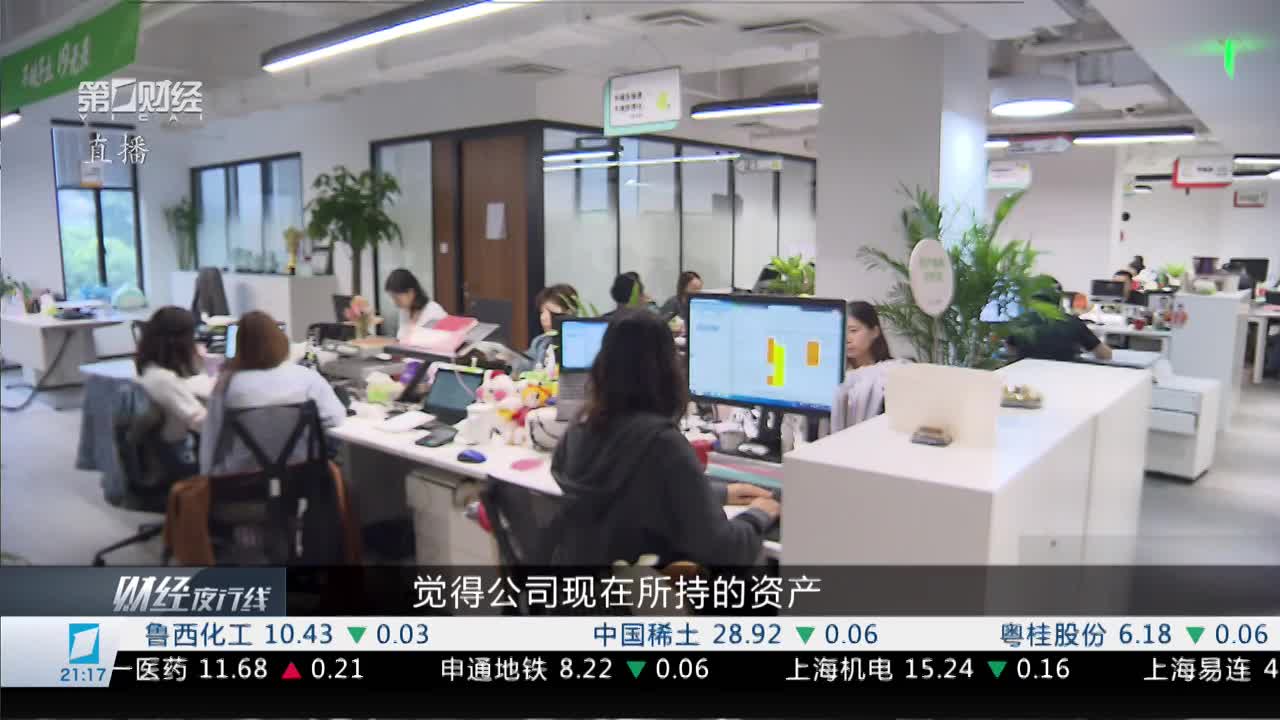 第一财经
YICAI
直播
觉得公司现在所持的资产
财经夜行线
鲁西化工 10.43 ▼ 0.03 中国稀土 28.92 ▼ 0.06 粤桂股份 6.18 ▼ 0.06
21:17
一医药 11.68 ▲ 0.21 申通地铁 8.22 ▼ 0.06 上海机电 15.24 ▼ 0.16 上海易连 4